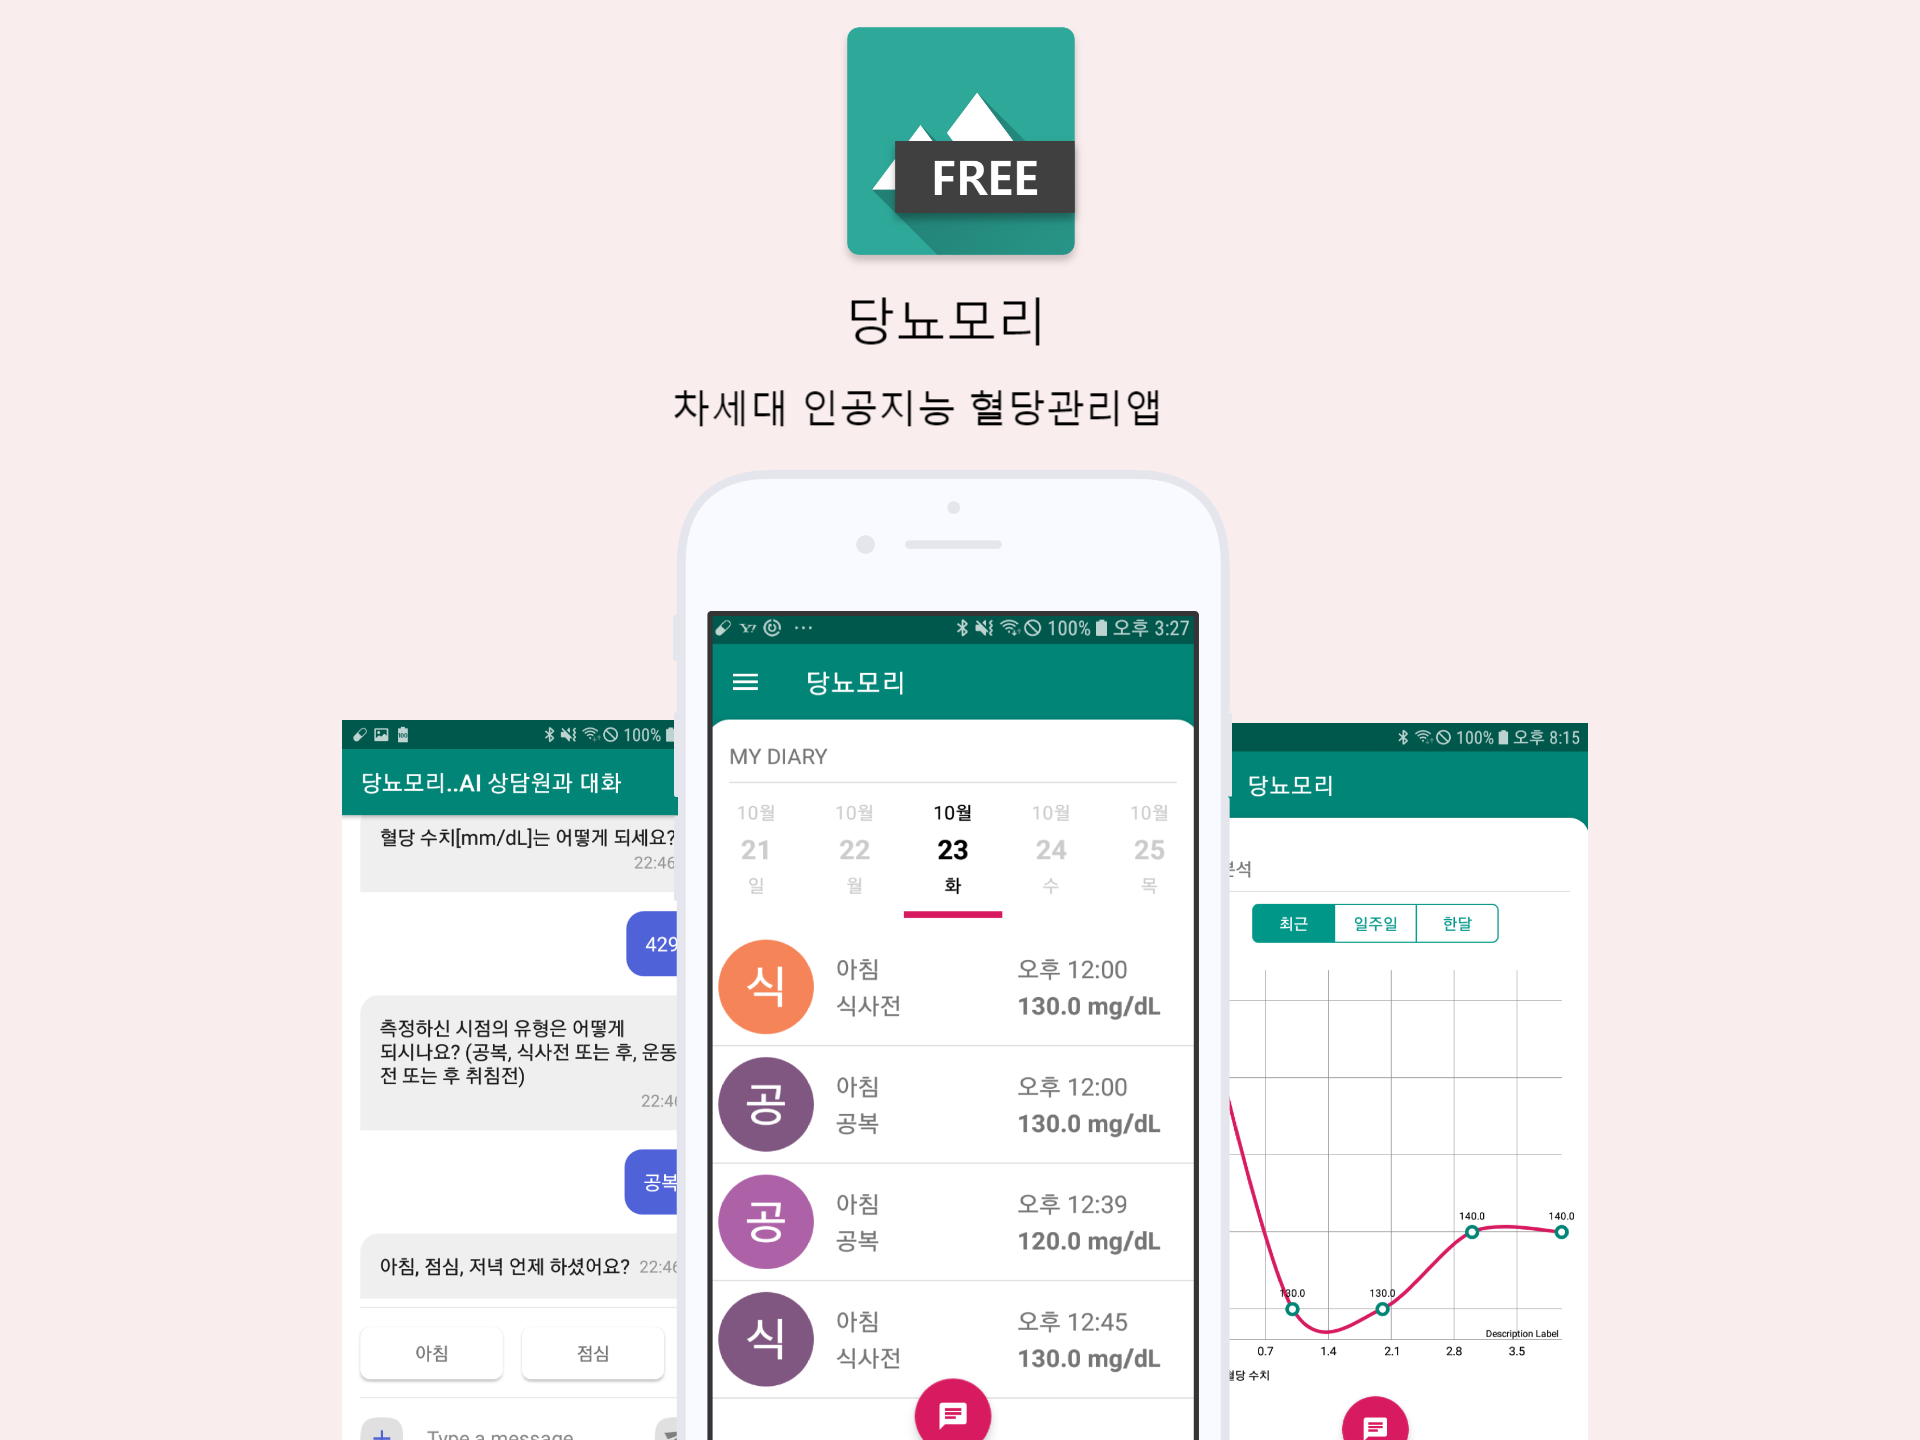 FREE
당뇨모리
차세대 인공지능 혈당관리앱
100% 오후 3:27
당뇨모리
MY DIARY
10월 10월 10월 10월 10월
21 22 23 24 25
일 월 화 수 목
식 아침 오후 12:00
식사전 130.0 mg/dL
공 아침 오후 12:00
공복 130.0 mg/dL
공 아침 오후 12:39
공복 120.0 mg/dL
식 아침 오후 12:45
식사전 130.0 mg/dL
100%
당뇨모리..AI 상담원과 대화
혈당 수치[mm/dL]는 어떻게 되세요?
22:46
429
측정하신 시점의 유형은 어떻게
되시나요? (공복, 식사전 또는 후, 운동
전 또는 후 취침전)
22:46
공복
아침, 점심, 저녁 언제 하셨어요? 22:46
아침 점심
Type a message
100% 오후 8:15
당뇨모리
분석
최근 일주일 한달
140.0 140.0
130.0 130.0
Description Label
0.7 1.4 2.1 2.8 3.5
혈당 수치